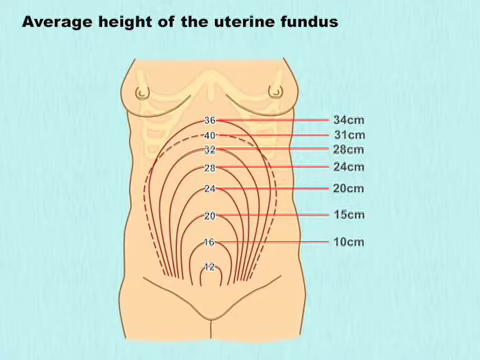 Average height of the uterine fundus
36 34cm
40 31cm
32 28cm
28 24cm
24 20cm
20 15cm
16 10cm
12